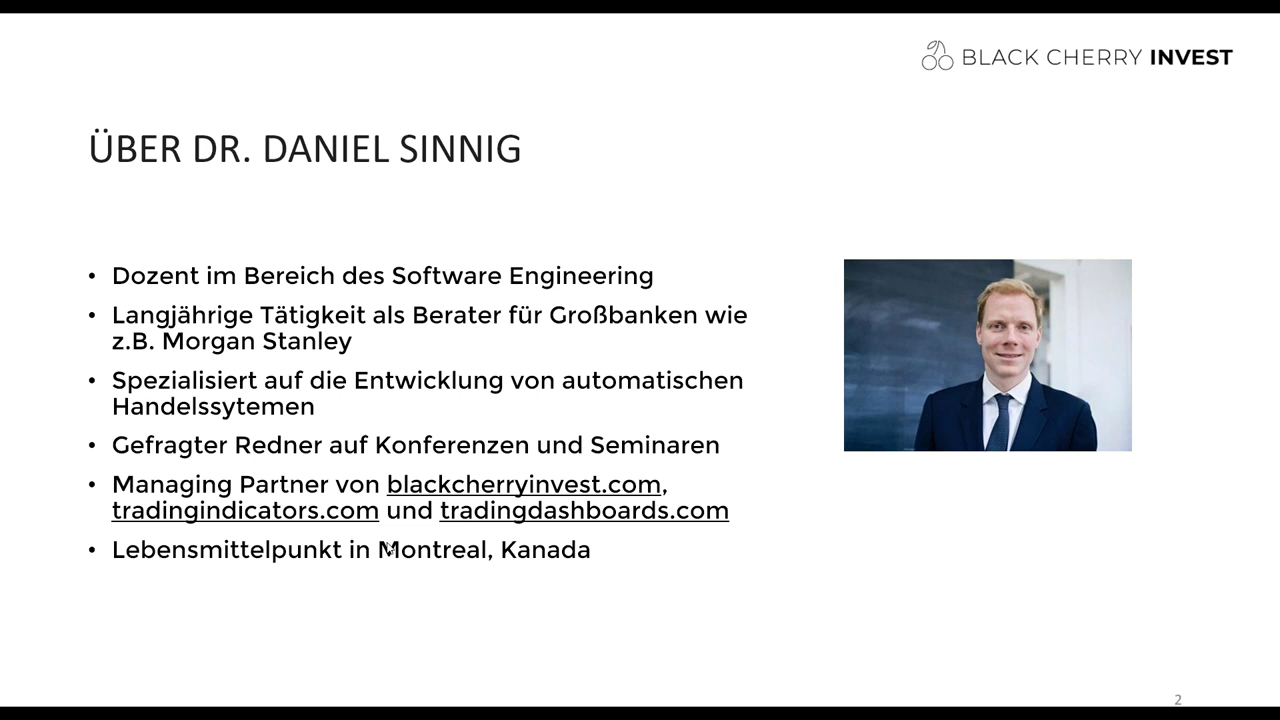 BLACK CHERRY INVEST
ÜBER DR. DANIEL SINNIG
• Dozent im Bereich des Software Engineering
• Langjährige Tätigkeit als Berater für Großbanken wie
z.B. Morgan Stanley
• Spezialisiert auf die Entwicklung von automatischen
Handelssytemen
• Gefragter Redner auf Konferenzen und Seminaren
• Managing Partner von blackcherryinvest.com,
tradingindicators.com und tradingdashboards.com
• Lebensmittelpunkt in Montreal, Kanada
2